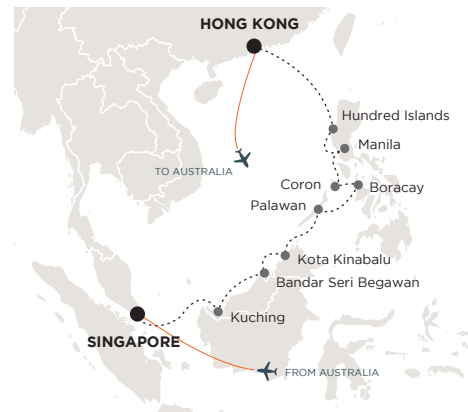 HONG KONG
Hundred Islands
Manila
TO AUSTRALIA
Coron
Boracay
Palawan
Kota Kinabalu
Bandar Seri Begawan
Kuching
SINGAPORE
FROM AUSTRALIA